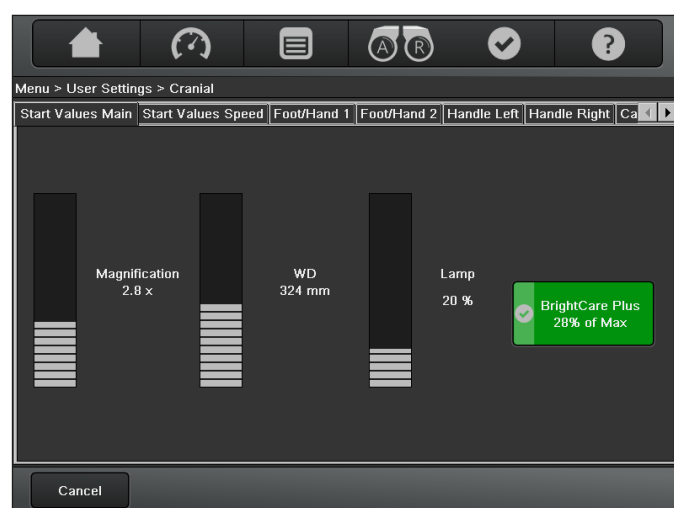 A R ?
Menu > User Settings > Cranial
Start Values Main Start Values Speed Foot/Hand 1 Foot/Hand 2 Handle Left Handle Right Ca
Magnification
2.8 x
WD
324 mm
Lamp
20 %
BrightCare Plus
28% of Max
Cancel